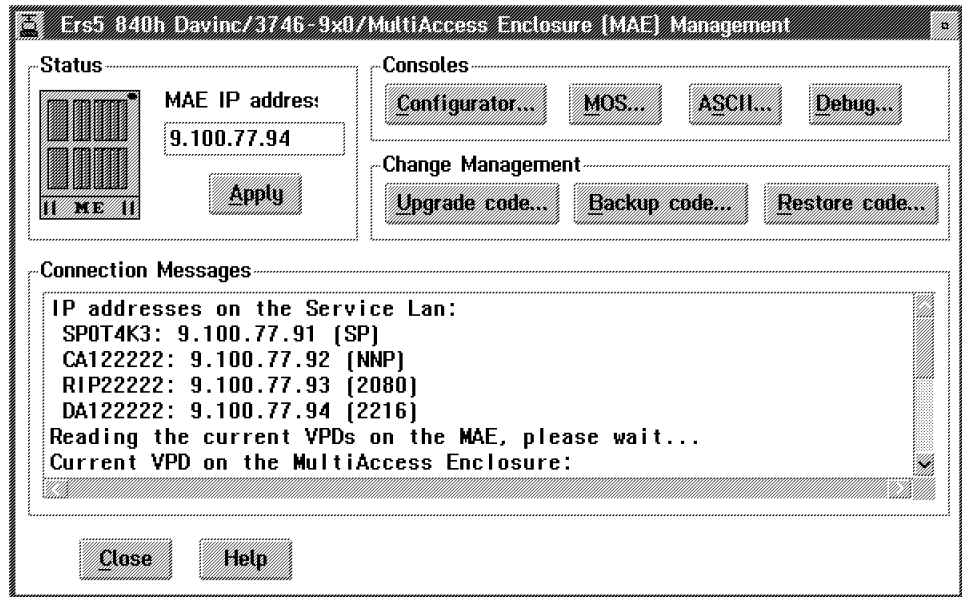 Ers5 840h Davinc/3746-9x0/MultiAccess Enclosure (MAE) Management
Status
MAE IP address
9.100.77.94
Apply
ME
Consoles
Configurator... MOS... ASCII... Debug...
Change Management
Upgrade code... Backup code... Restore code...
Connection Messages
IP addresses on the Service Lan:
SP0T4K3: 9.100.77.91 (SP)
CA122222: 9.100.77.92 (NNP)
RIP22222: 9.100.77.93 (2080)
DA122222: 9.100.77.94 (2216)
Reading the current VPDs on the MAE, please wait...
Current VPD on the MultiAccess Enclosure:
Close Help